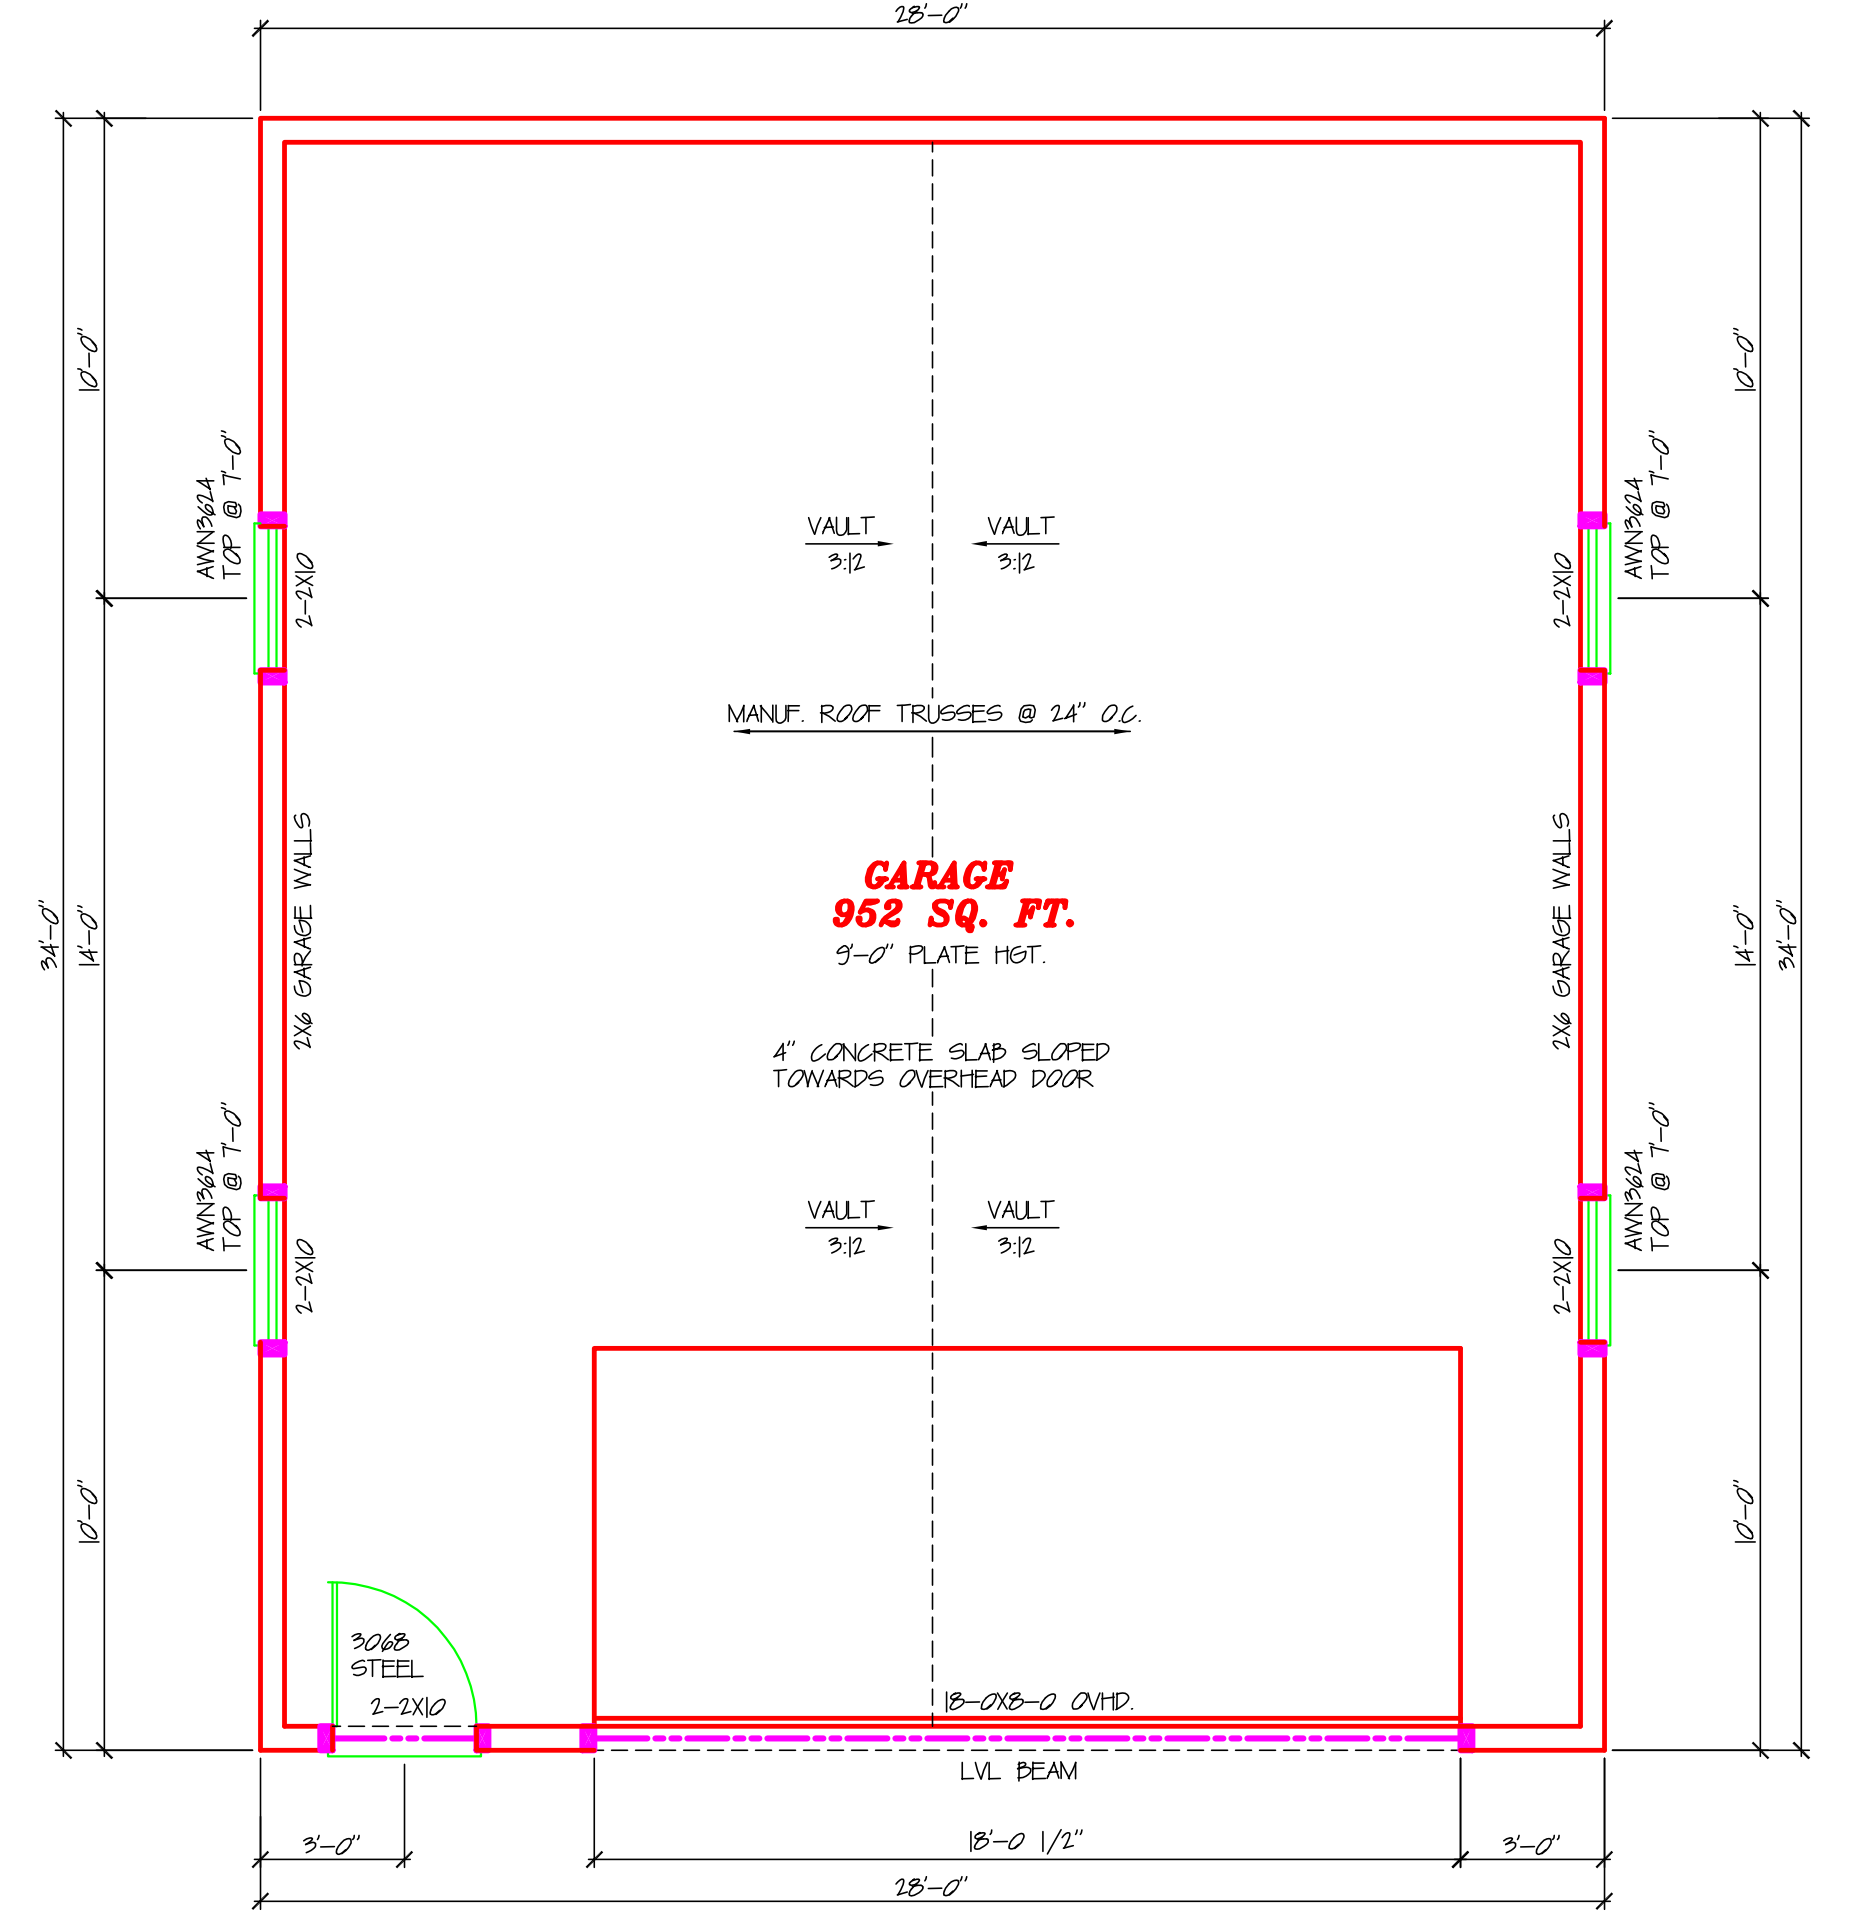 28'-0"
10'-0"
10'-0"
AWN3624
TOP @ 7'-0"
AWN3624
TOP @ 7'-0"
VAULT
VAULT
3:12
3:12
2-2X10
2-2X10
MANUF. ROOF TRUSSES @ 24" O.C.
GARAGE
952 SQ. FT.
9'-0" PLATE HGT.
34'-0"
14'-0"
2X6 GARAGE WALLS
2X6 GARAGE WALLS
14'-0"
34'-0"
4" CONCRETE SLAB SLOPED
TOWARDS OVERHEAD DOOR
AWN3624
TOP @ 7'-0"
AWN3624
TOP @ 7'-0"
VAULT
VAULT
3:12
3:12
2-2X10
2-2X10
10'-0"
10'-0"
3068
STEEL
2-2X10
18-0X8-0 OVHD.
LVL BEAM
3'-0"
18'-0 1/2"
3'-0"
28'-0"